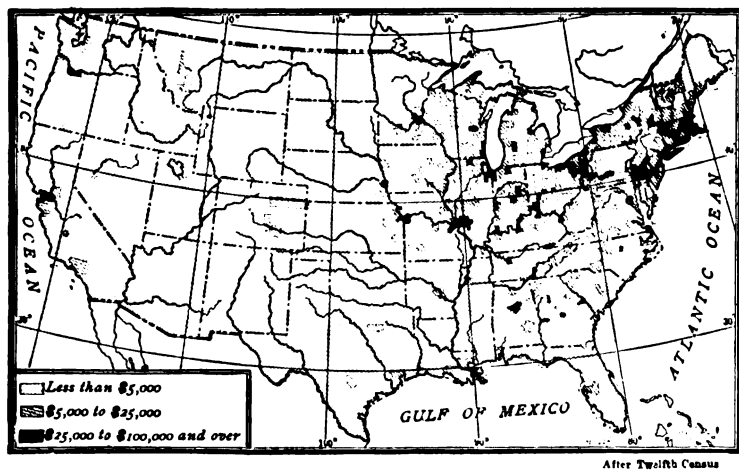 PACIFIC
OCEAN
ATLANTIC OCEAN
GULF OF MEXICO
Less than $5,000
$5,000 to $25,000
$25,000 to $100,000 and over
After Twelfth Census